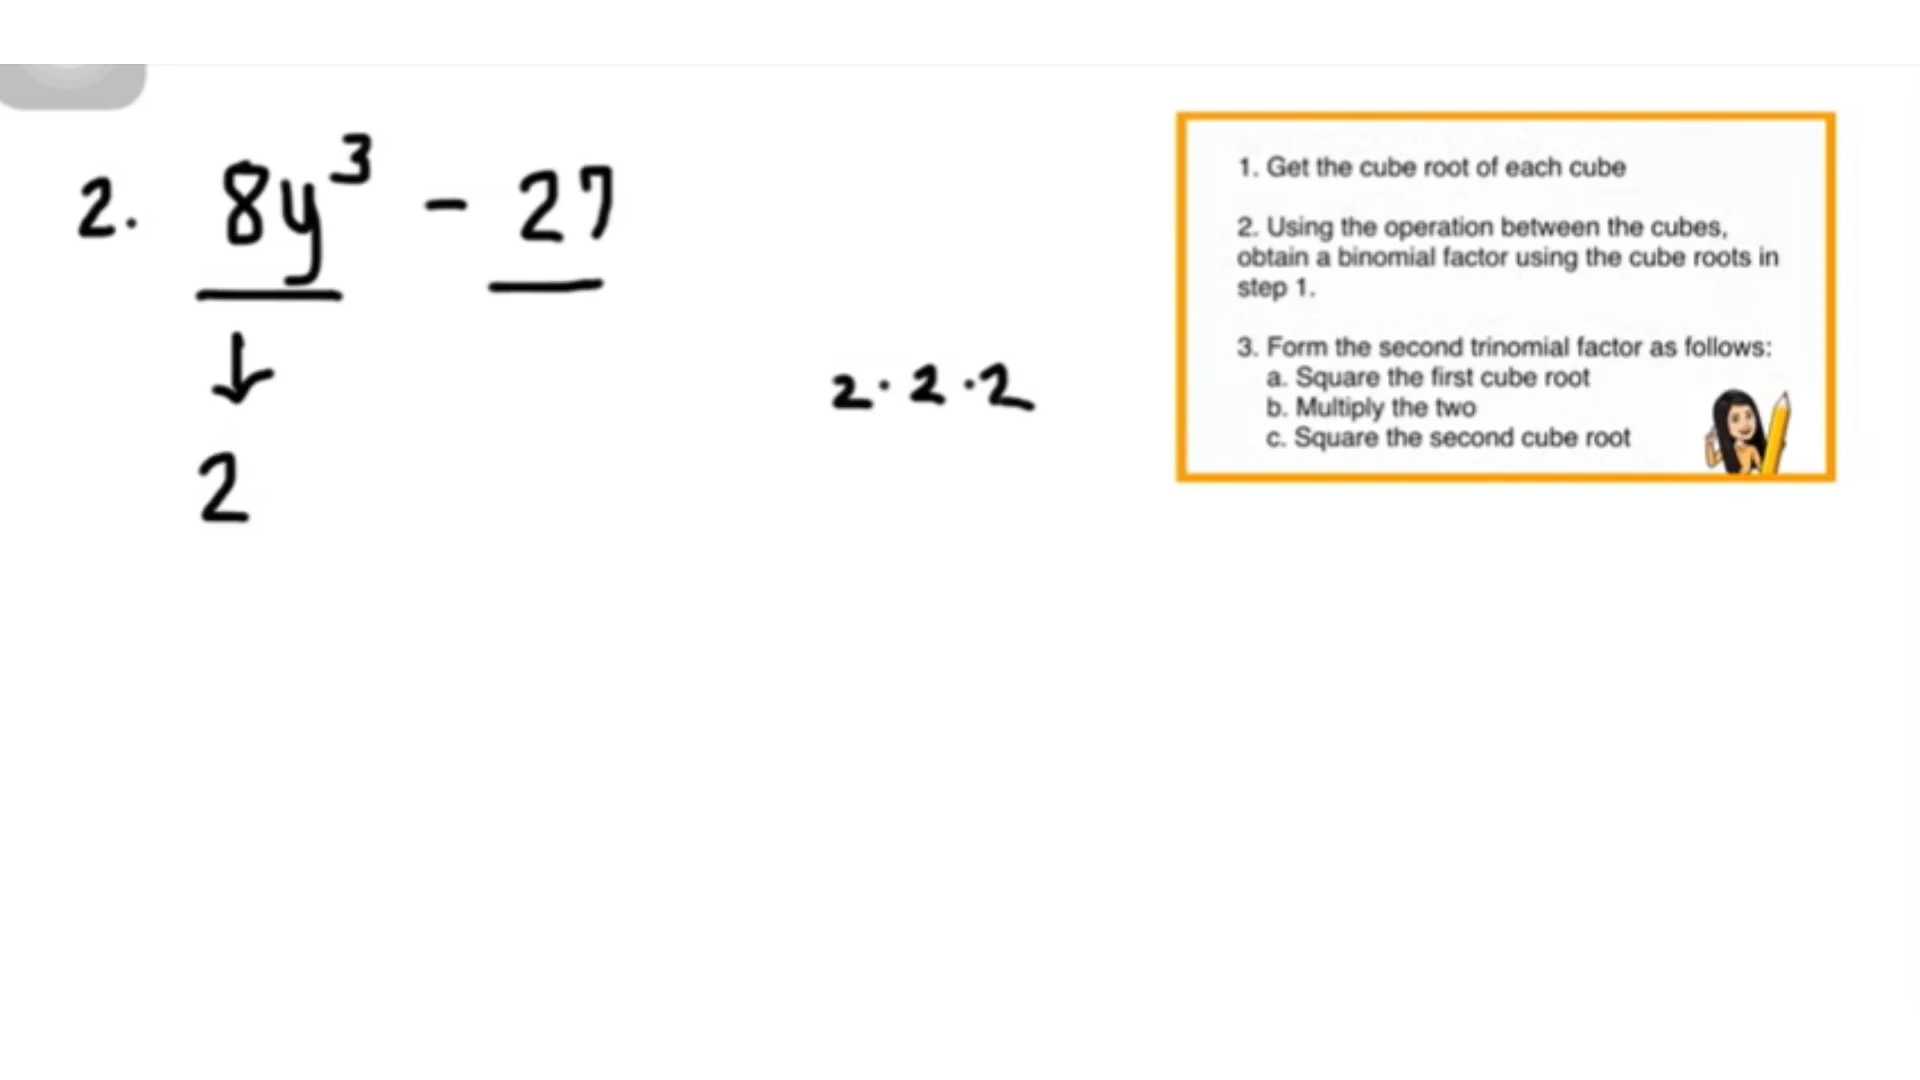 2. 8y³ - 27
2
2 · 2 · 2
1. Get the cube root of each cube
2. Using the operation between the cubes,
obtain a binomial factor using the cube roots in
step 1.
3. Form the second trinomial factor as follows:
a. Square the first cube root
b. Multiply the two
c. Square the second cube root